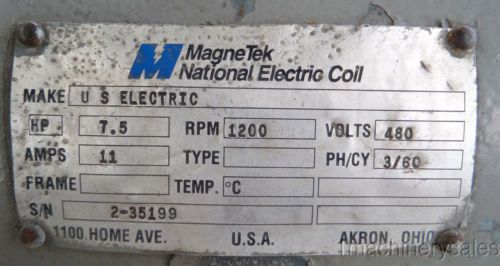 MagneTek
National Electric Coil
MAKE U S ELECTRIC
HP 7.5 RPM 1200 VOLTS 480
AMPS 11 TYPE PH/CY 3/60
FRAME TEMP. °C
S/N 2-35199
1100 HOME AVE. U.S.A. AKRON, OHIO
1machinerysales